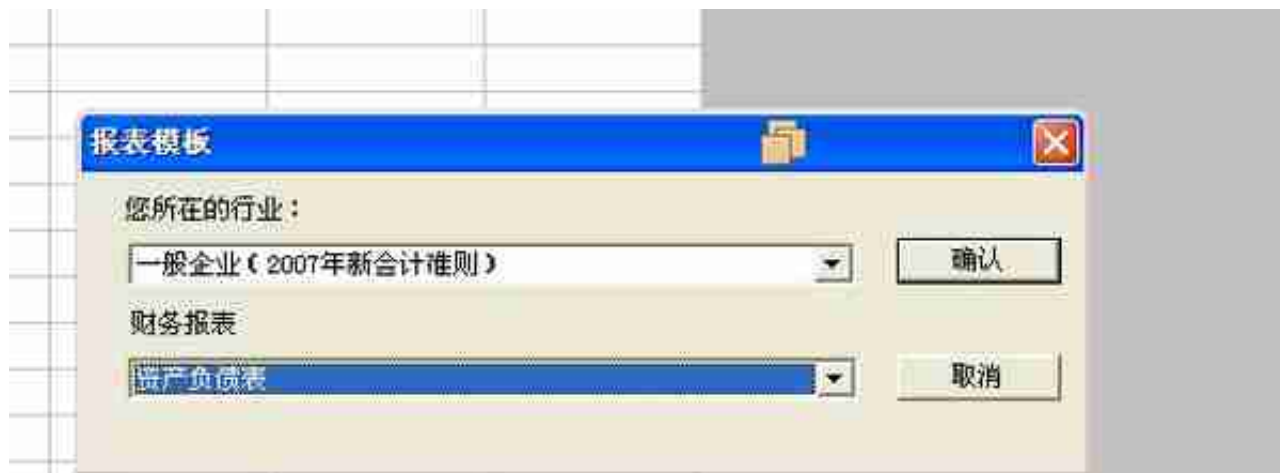 报表模板
您所在的行业：
一般企业（2007年新会计准则）
确认
财务报表
资产负债表
取消